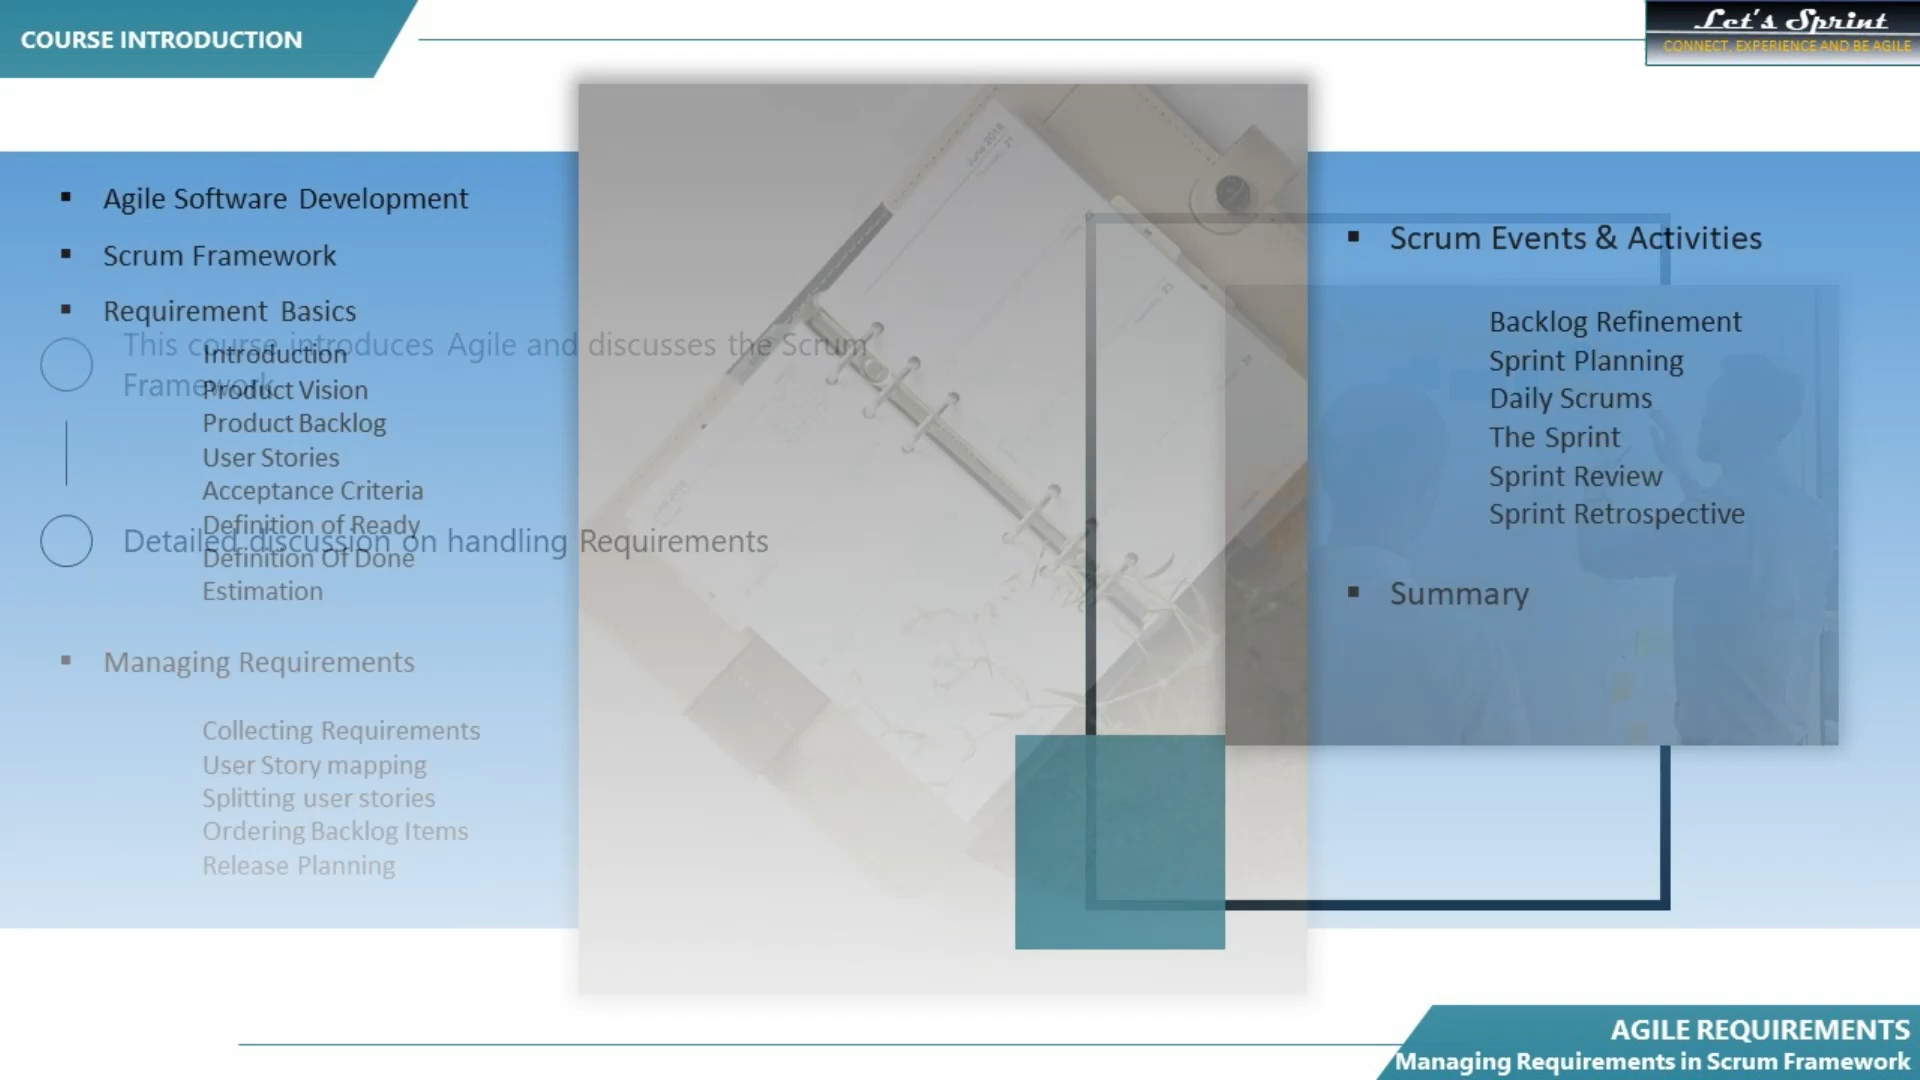 COURSE INTRODUCTION
Let's Sprint
CONNECT, EXPERIENCE AND BE AGILE
▪ Agile Software Development
▪ Scrum Framework
▪ Requirement Basics
Introduction
Product Vision
Product Backlog
User Stories
Acceptance Criteria
Definition of Ready
Definition Of Done
Estimation
▪ Managing Requirements
Collecting Requirements
User Story mapping
Splitting user stories
Ordering Backlog Items
Release Planning
This course introduces Agile and discusses the Scrum
Framework
Detailed discussion on handling Requirements
June 2018
▪ Scrum Events & Activities
Backlog Refinement
Sprint Planning
Daily Scrums
The Sprint
Sprint Review
Sprint Retrospective
▪ Summary
AGILE REQUIREMENTS
Managing Requirements in Scrum Framework